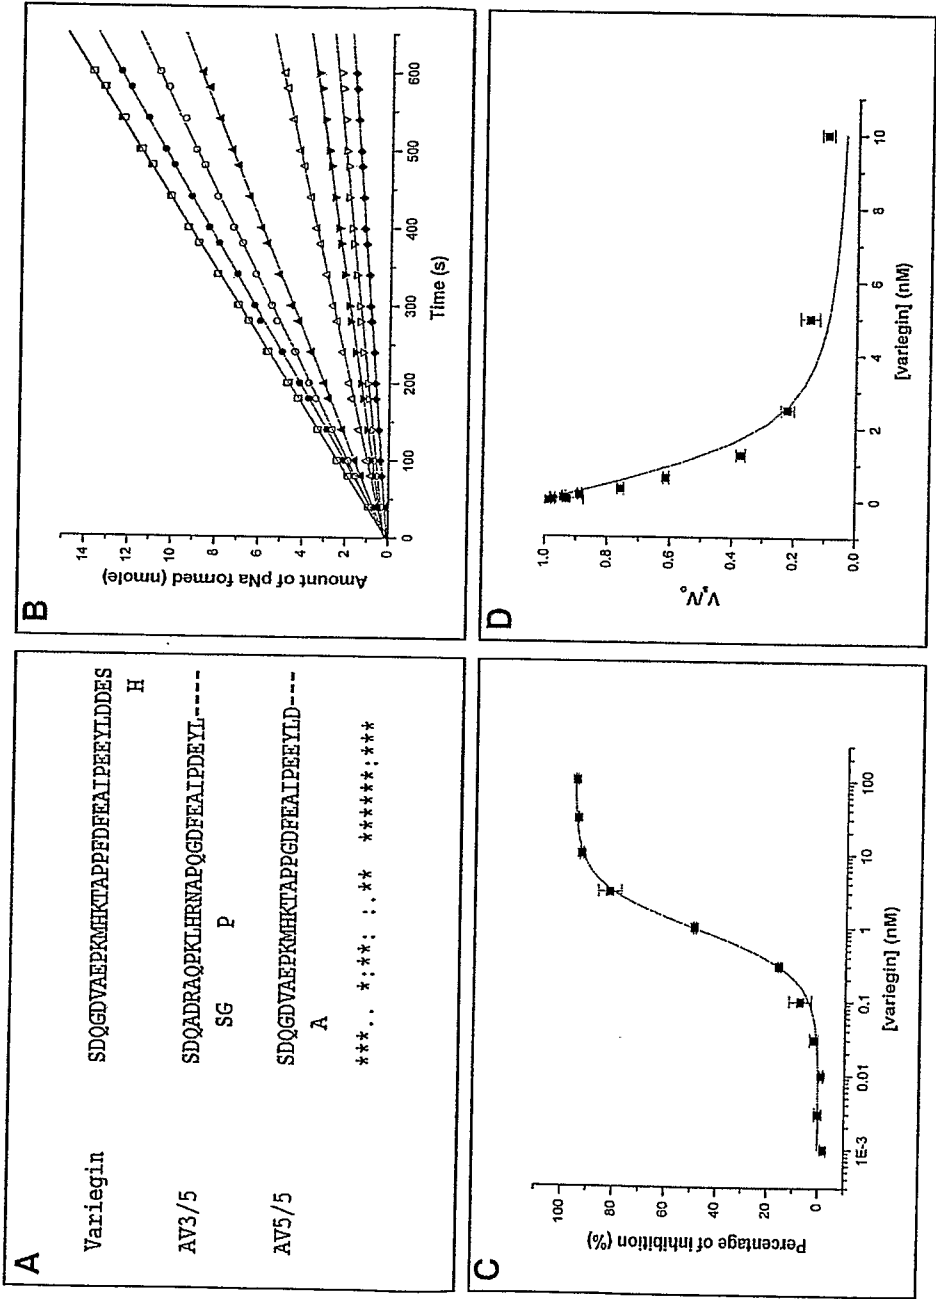 A
Variegin SDQGDVAEPKMHKTAPPFDFEAIPEEYLDDES
H
AV3/5 SDQADRAQPKLHRNAPQGDFEAIPDEYL----
SG P
AV5/5 SDQGDVAEPKMHKTAPPGDFEAIPEEYLD---
A
***.. *:**: :.** ******:***
B
Amount of pNa formed (nmole)
14
12
10
8
6
4
2
0
0 100 200 300 400 500 600
Time (s)
C
Percentage of inhibition (%)
100
80
60
40
20
0
1E-3 0.01 0.1 1 10 100
[variegin] (nM)
D
Vs/Vo
1.0
0.8
0.6
0.4
0.2
0.0
0 2 4 6 8 10
[variegin] (nM)